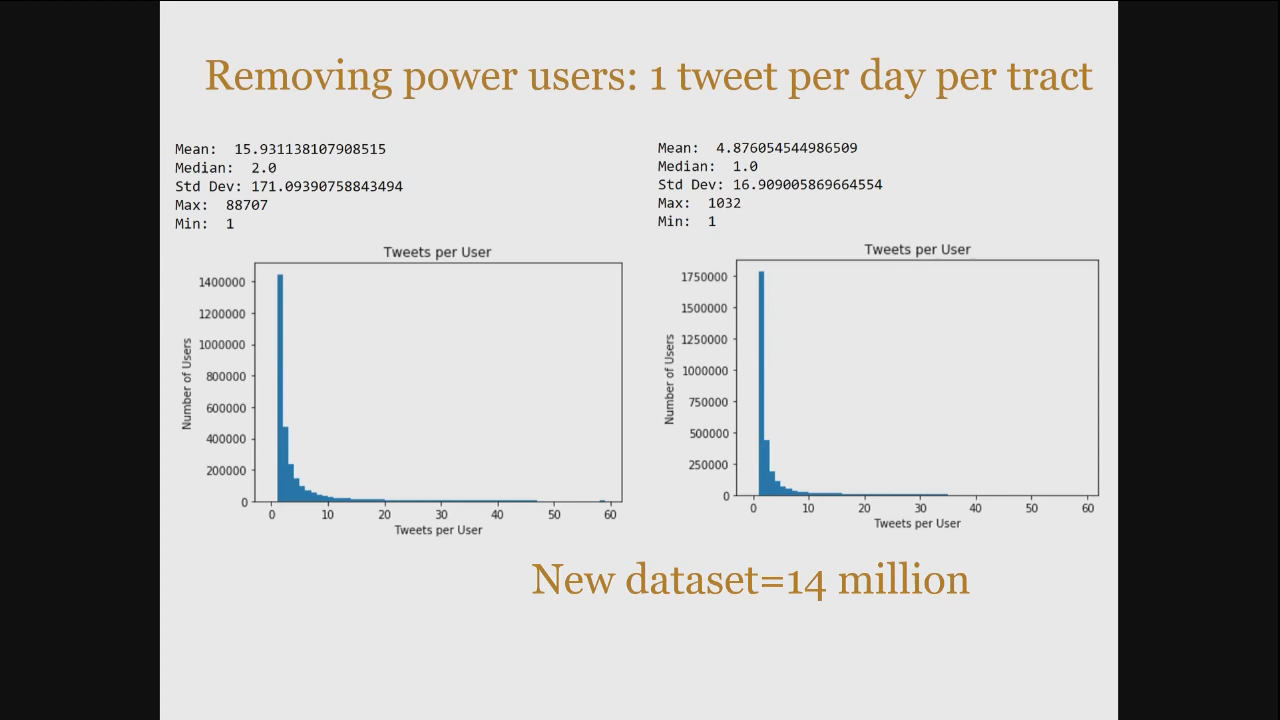 Removing power users: 1 tweet per day per tract
Mean:  15.931138107908515
Median:  2.0
Std Dev: 171.09390758843494
Max:  88707
Min:  1
Tweets per User
1400000
1200000
1000000
800000
600000
400000
200000
0
Number of Users
0 10 20 30 40 50 60
Tweets per User
Mean:  4.876054544986509
Median:  1.0
Std Dev: 16.909005869664554
Max:  1032
Min:  1
Tweets per User
1750000
1500000
1250000
1000000
750000
500000
250000
0
Number of Users
0 10 20 30 40 50 60
Tweets per User
New dataset=14 million